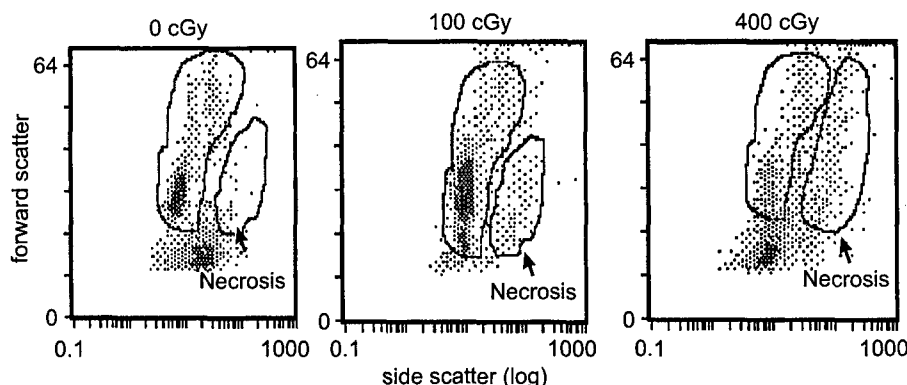 0 cGy
100 cGy
400 cGy
forward scatter
64
0
0.1
1000
Necrosis
64
0
0.1
1000
Necrosis
64
0
0.1
1000
Necrosis
side scatter (log)